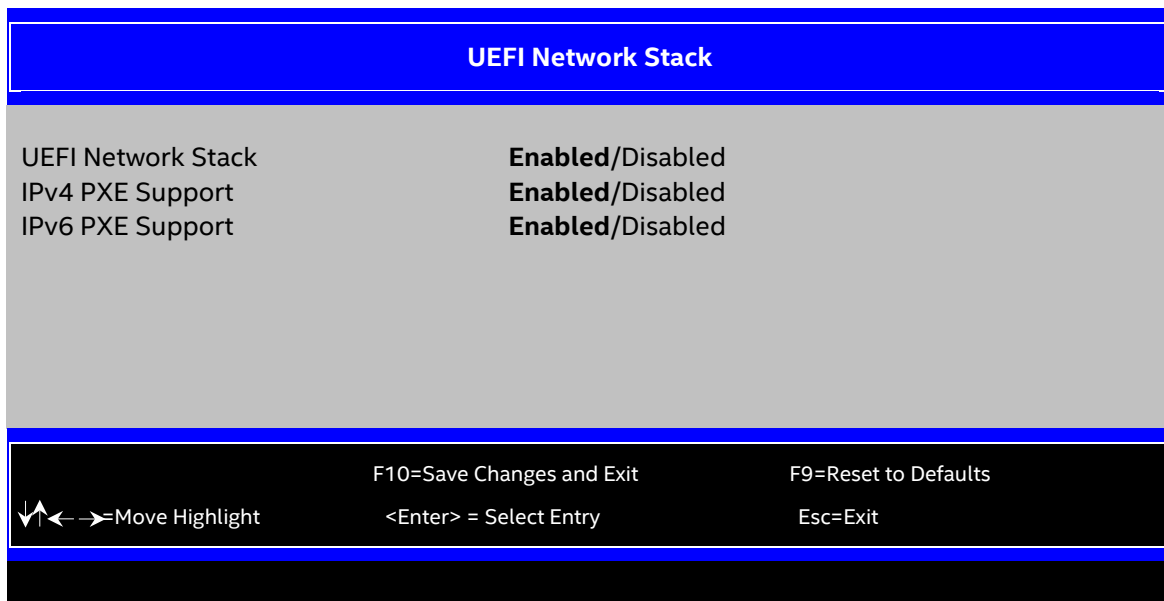 UEFI Network Stack
UEFI Network Stack Enabled/Disabled
IPv4 PXE Support Enabled/Disabled
IPv6 PXE Support Enabled/Disabled
F10=Save Changes and Exit F9=Reset to Defaults
↓↑←→=Move Highlight <Enter> = Select Entry Esc=Exit